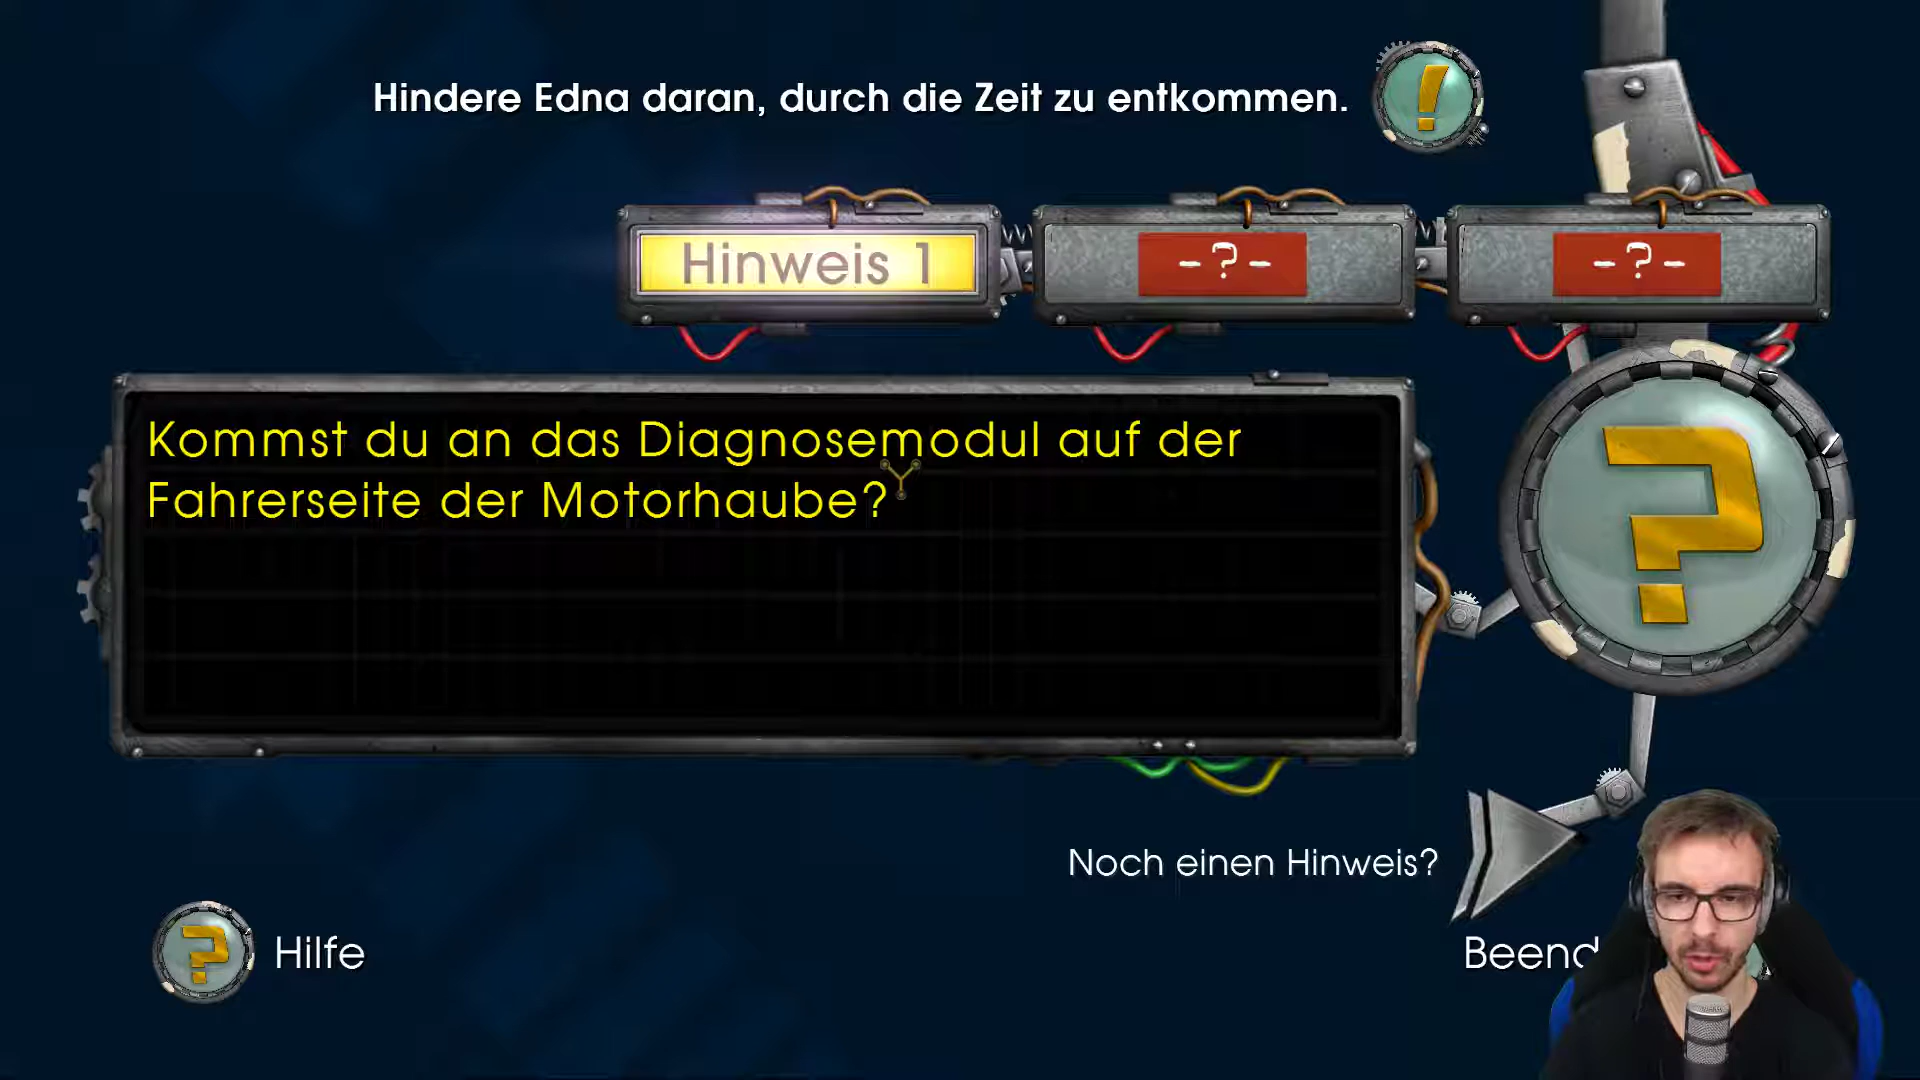 Hindere Edna daran, durch die Zeit zu entkommen.
Hinweis 1
-?-
-?-
Kommst du an das Diagnosemodul auf der
Fahrerseite der Motorhaube?
Noch einen Hinweis?
Hilfe
Beend